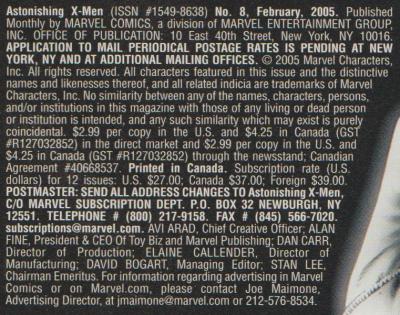 Astonishing X-Men (ISSN #1549-8638) No. 8, February, 2005. Published
Monthly by MARVEL COMICS, a division of MARVEL ENTERTAINMENT GROUP,
INC. OFFICE OF PUBLICATION: 10 East 40th Street, New York, NY 10016.
APPLICATION TO MAIL PERIODICAL POSTAGE RATES IS PENDING AT NEW
YORK, NY AND AT ADDITIONAL MAILING OFFICES. © 2005 Marvel Characters,
Inc. All rights reserved. All characters featured in this issue and the distinctive
names and likenesses thereof, and all related indicia are trademarks of Marvel
Characters, Inc. No similarity between any of the names, characters, persons,
and/or institutions in this magazine with those of any living or dead person
or institution is intended, and any such similarity which may exist is purely
coincidental. $2.99 per copy in the U.S. and $4.25 in Canada (GST
#R127032852) in the direct market and $2.99 per copy in the U.S. and
$4.25 in Canada (GST #R127032852) through the newsstand; Canadian
Agreement #40668537. Printed in Canada. Subscription rate (U.S.
dollars) for 12 issues: U.S. $27.00; Canada $37.00; Foreign $39.00.
POSTMASTER: SEND ALL ADDRESS CHANGES TO Astonishing X-Men,
C/O MARVEL SUBSCRIPTION DEPT. P.O. BOX 32 NEWBURGH, NY
12551. TELEPHONE # (800) 217-9158. FAX # (845) 566-7020.
subscriptions@marvel.com. AVI ARAD, Chief Creative Officer; ALAN
FINE, President & CEO Of Toy Biz and Marvel Publishing; DAN CARR,
Director of Production; ELAINE CALLENDER, Director of
Manufacturing; DAVID BOGART, Managing Editor; STAN LEE,
Chairman Emeritus. For information regarding advertising in Marvel
Comics or on Marvel.com, please contact Joe Maimone,
Advertising Director, at jmaimone@marvel.com or 212-576-8534.